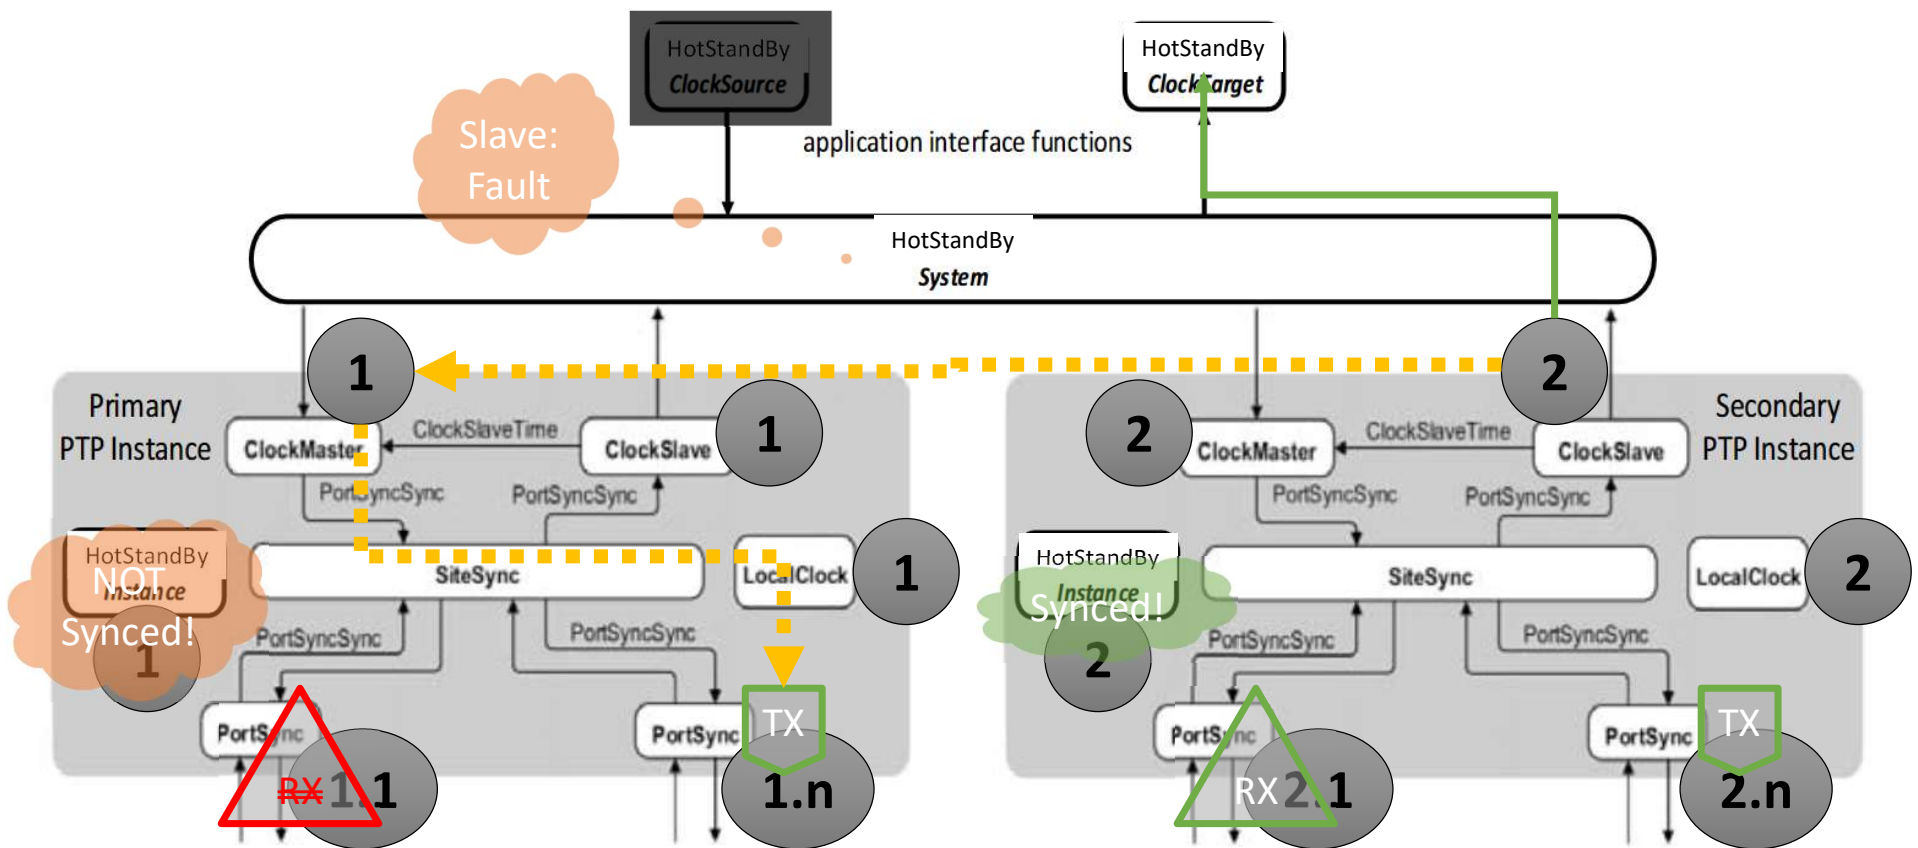 HotStandBy
ClockSource
HotStandBy
ClockTarget
Slave:
Fault
application interface functions
HotStandBy
System
1
2
Primary
PTP Instance
ClockMaster
ClockSlaveTime
ClockSlave
1
PortSyncSync
PortSyncSync
HotStandBy
Instance
NOT
Synced!
1
SiteSync
LocalClock
1
PortSyncSync
PortSyncSync
PortSync
RX
1.1
PortSync
TX
1.n
2
ClockMaster
ClockSlaveTime
ClockSlave
Secondary
PTP Instance
PortSyncSync
PortSyncSync
HotStandBy
Instance
Synced!
2
SiteSync
LocalClock
2
PortSyncSync
PortSyncSync
PortSync
RX
2.1
PortSync
TX
2.n